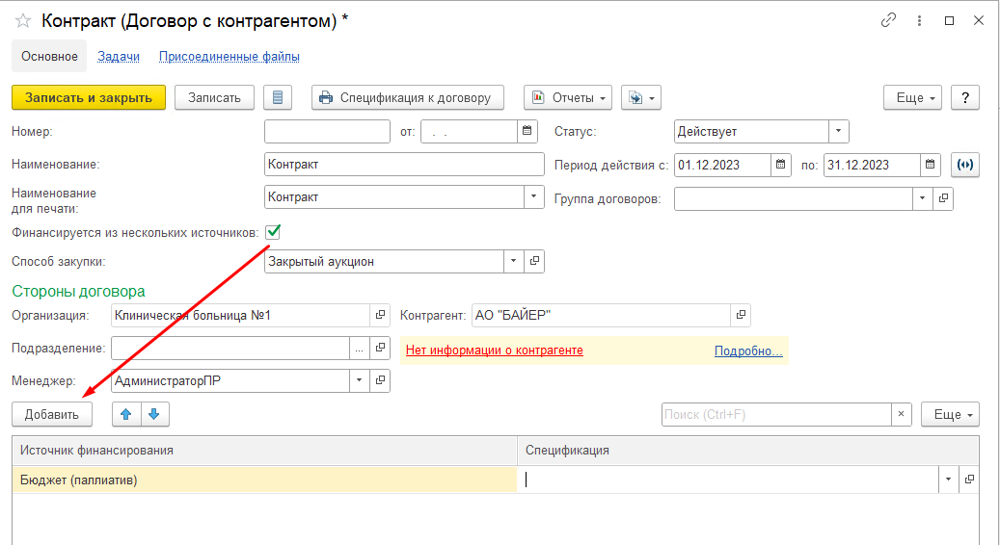 Контракт (Договор с контрагентом) *
Основное Задачи Присоединенные файлы
Записать и закрыть Записать Спецификация к договору Отчеты Еще ?
Номер: от: . . Статус: Действует
Наименование: Контракт Период действия с: 01.12.2023 по: 31.12.2023
Наименование
для печати: Контракт Группа договоров:
Финансируется из нескольких источников:
Способ закупки: Закрытый аукцион
Стороны договора
Организация: Клиническая больница №1 Контрагент: АО "БАЙЕР"
Подразделение: ... Нет информации о контрагенте Подробно...
Менеджер: АдминистраторПР
Добавить Поиск (Ctrl+F) × Еще
Источник финансирования Спецификация
Бюджет (паллиатив)